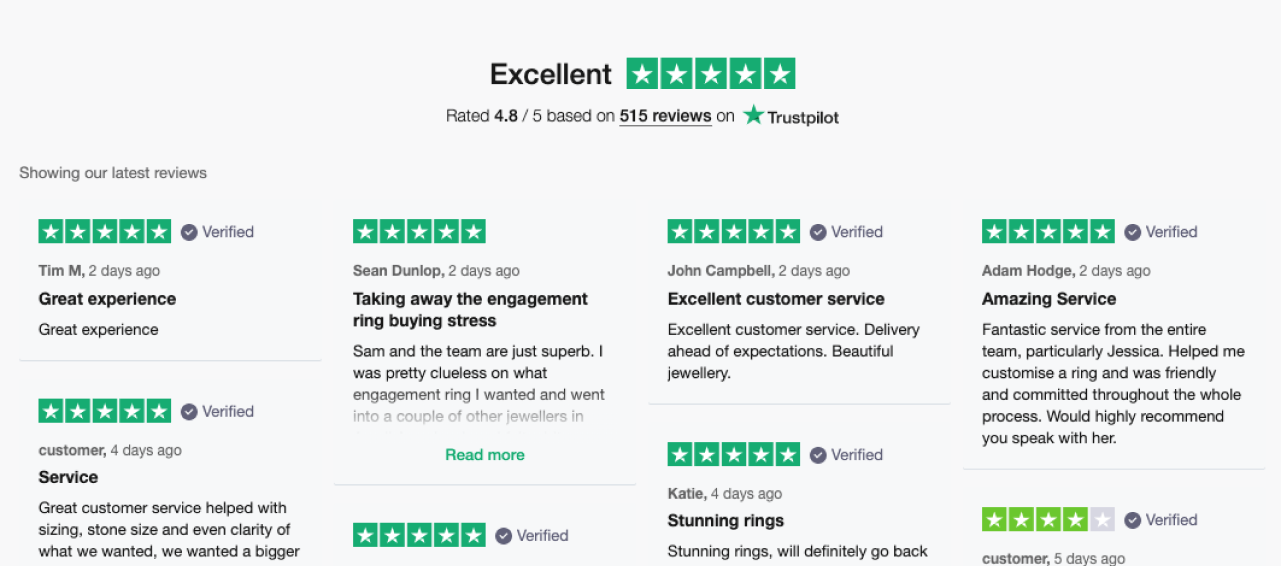 Excellent
Rated 4.8 / 5 based on 515 reviews on Trustpilot
Showing our latest reviews
Verified
Tim M, 2 days ago
Great experience
Great experience
Verified
customer, 4 days ago
Service
Great customer service helped with
sizing, stone size and even clarity of
what we wanted, we wanted a bigger
Sean Dunlop, 2 days ago
Taking away the engagement
ring buying stress
Sam and the team are just superb. I
was pretty clueless on what
engagement ring I wanted and went
into a couple of other jewellers in
Read more
Verified
Verified
John Campbell, 2 days ago
Excellent customer service
Excellent customer service. Delivery
ahead of expectations. Beautiful
jewellery.
Verified
Katie, 4 days ago
Stunning rings
Stunning rings, will definitely go back
Verified
Adam Hodge, 2 days ago
Amazing Service
Fantastic service from the entire
team, particularly Jessica. Helped me
customise a ring and was friendly
and committed throughout the whole
process. Would highly recommend
you speak with her.
Verified
customer, 5 days ago